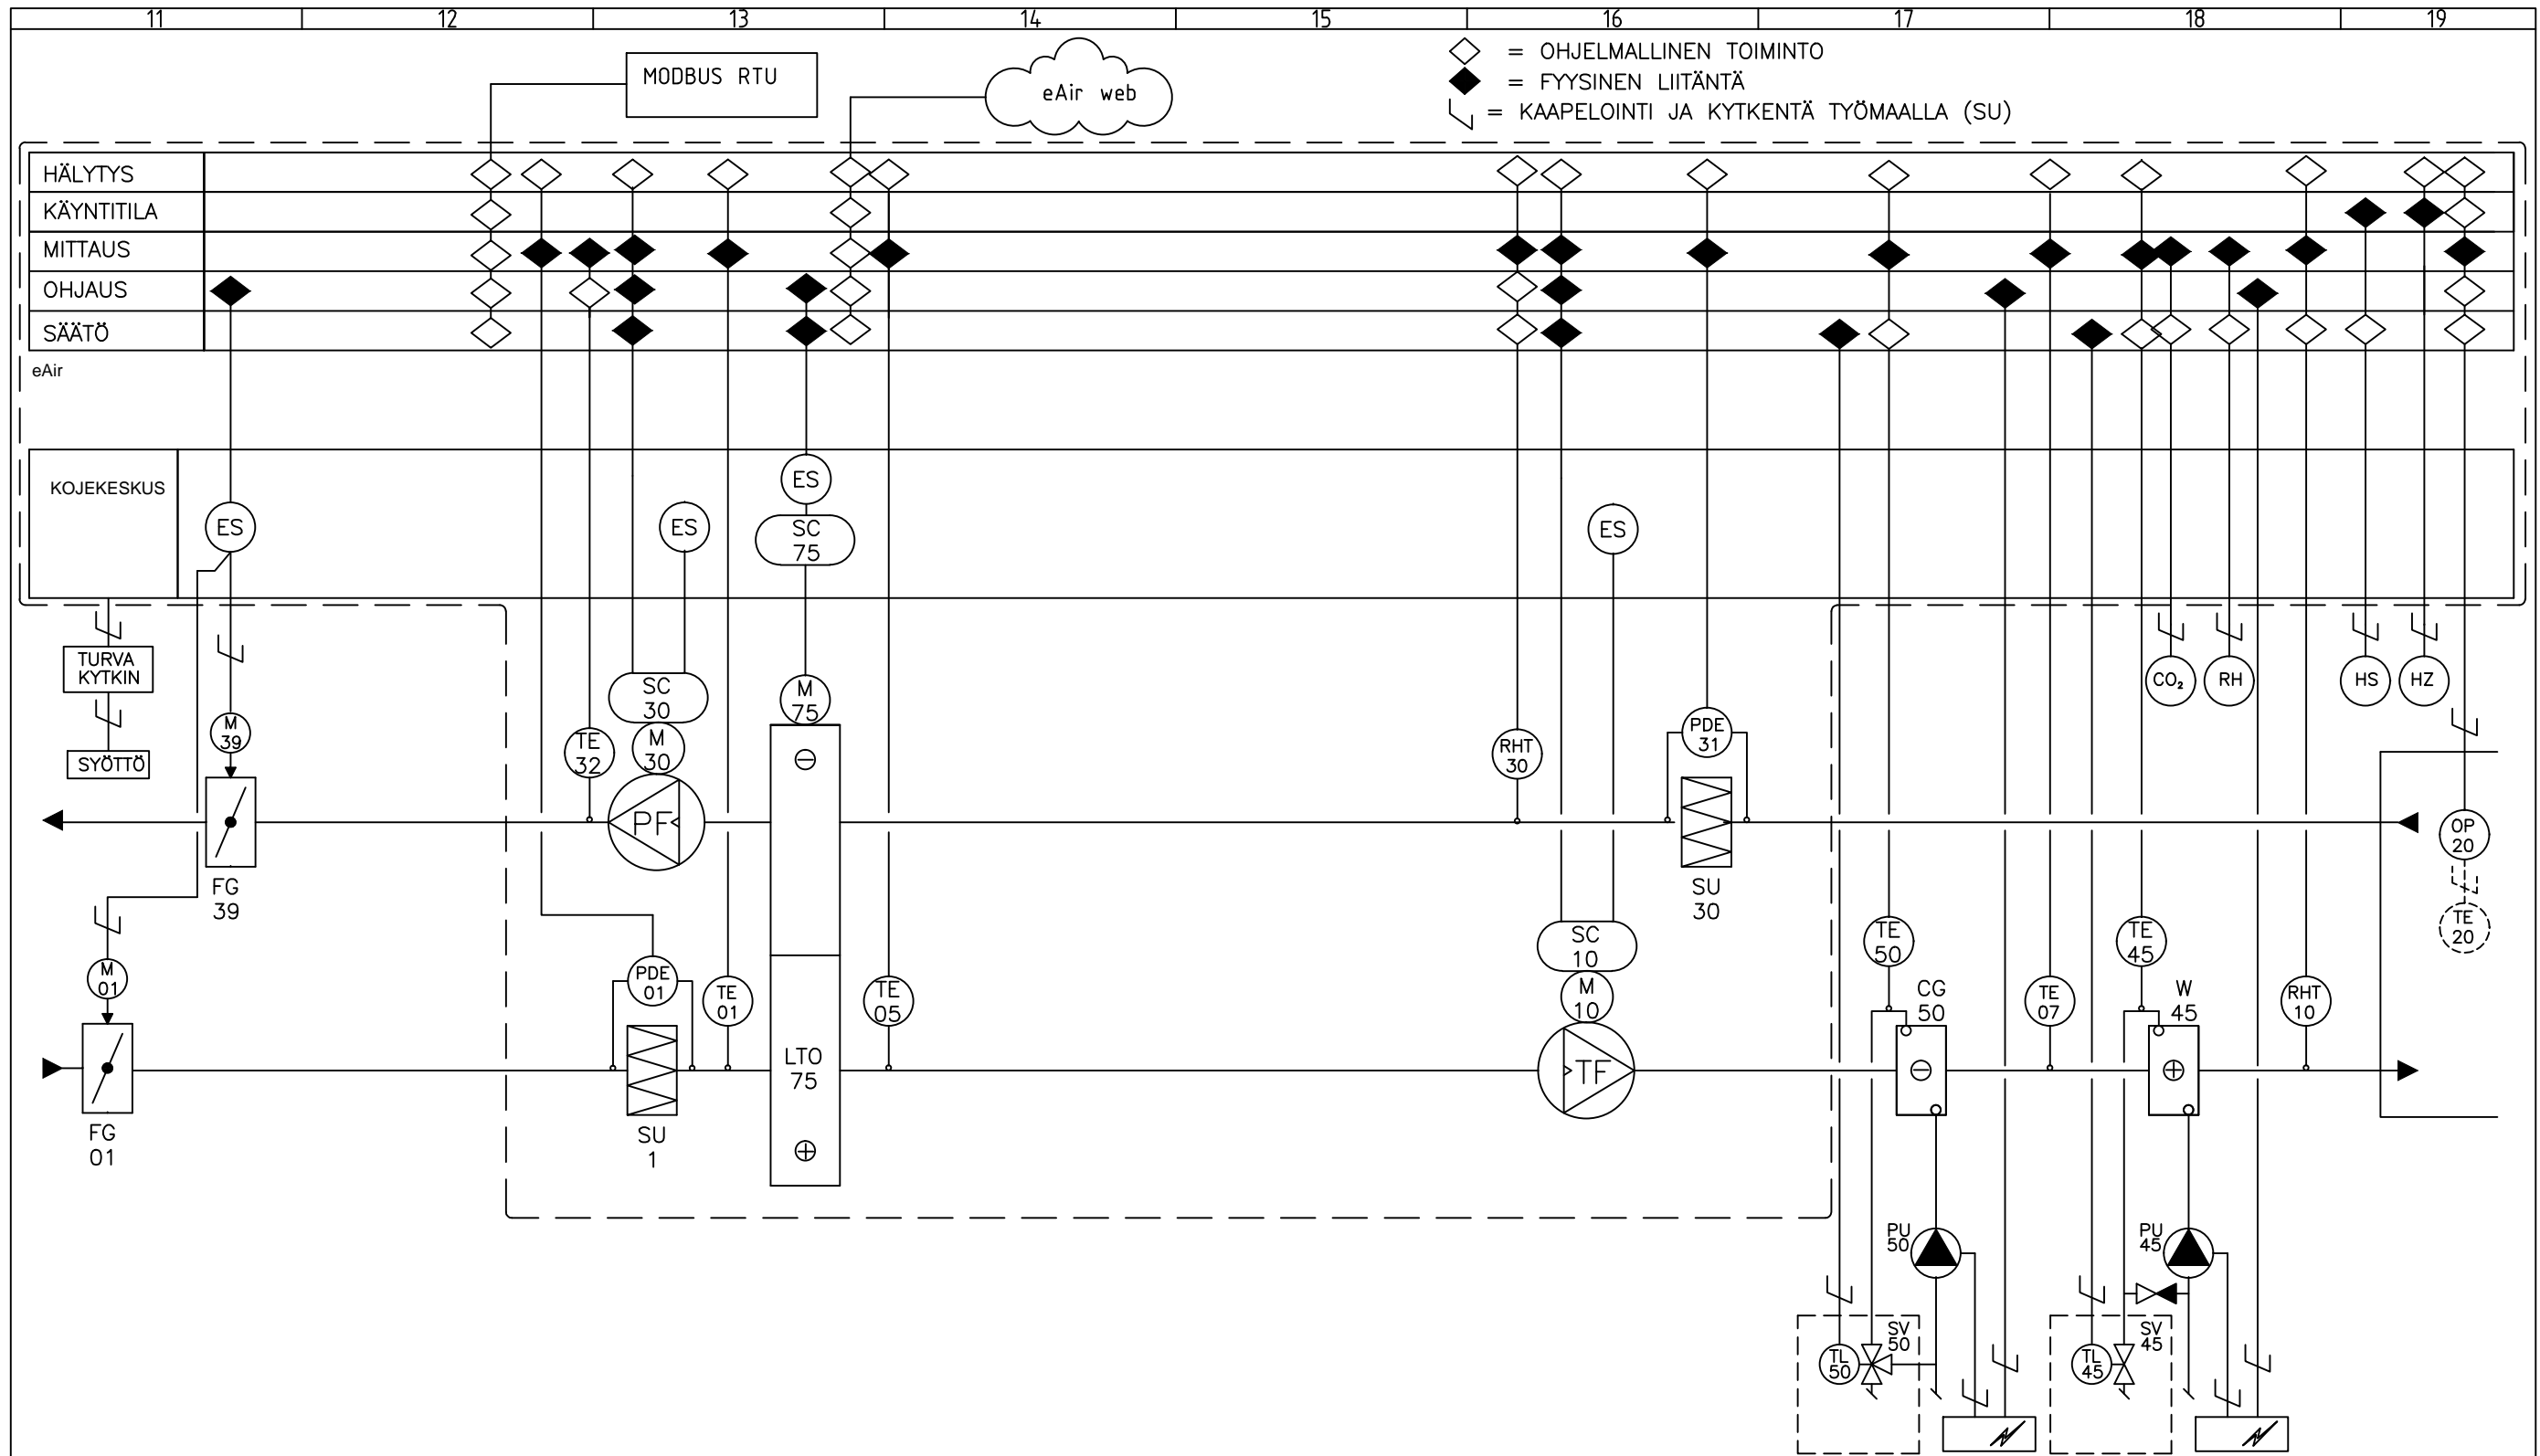 11 12 13 14 15 16 17 18 19
MODBUS RTU
eAir web
= OHJELMALLINEN TOIMINTO
= FYYSINEN LIITÄNTÄ
= KAAPELOINTI JA KYTKENTÄ TYÖMAALLA (SU)
HÄLYTYS
KÄYNTITILA
MITTAUS
OHJAUS
SÄÄTÖ
eAir
KOJEKESKUS
ES
ES
ES
SC
75
ES
TURVA
KYTKIN
SYÖTTÖ
M
39
FG
39
M
01
FG
01
TE
32
SC
30
M
30
PF
M
75
PDE
01
SU
1
TE
01
LTO
75
TE
05
RHT
30
PDE
31
SU
30
SC
10
M
10
TF
TE
50
CG
50
TE
07
TE
45
W
45
RHT
10
CO₂
RH
HS
HZ
OP
20
TE
20
PU
50
PU
45
SV
50
TL
50
SV
45
TL
45